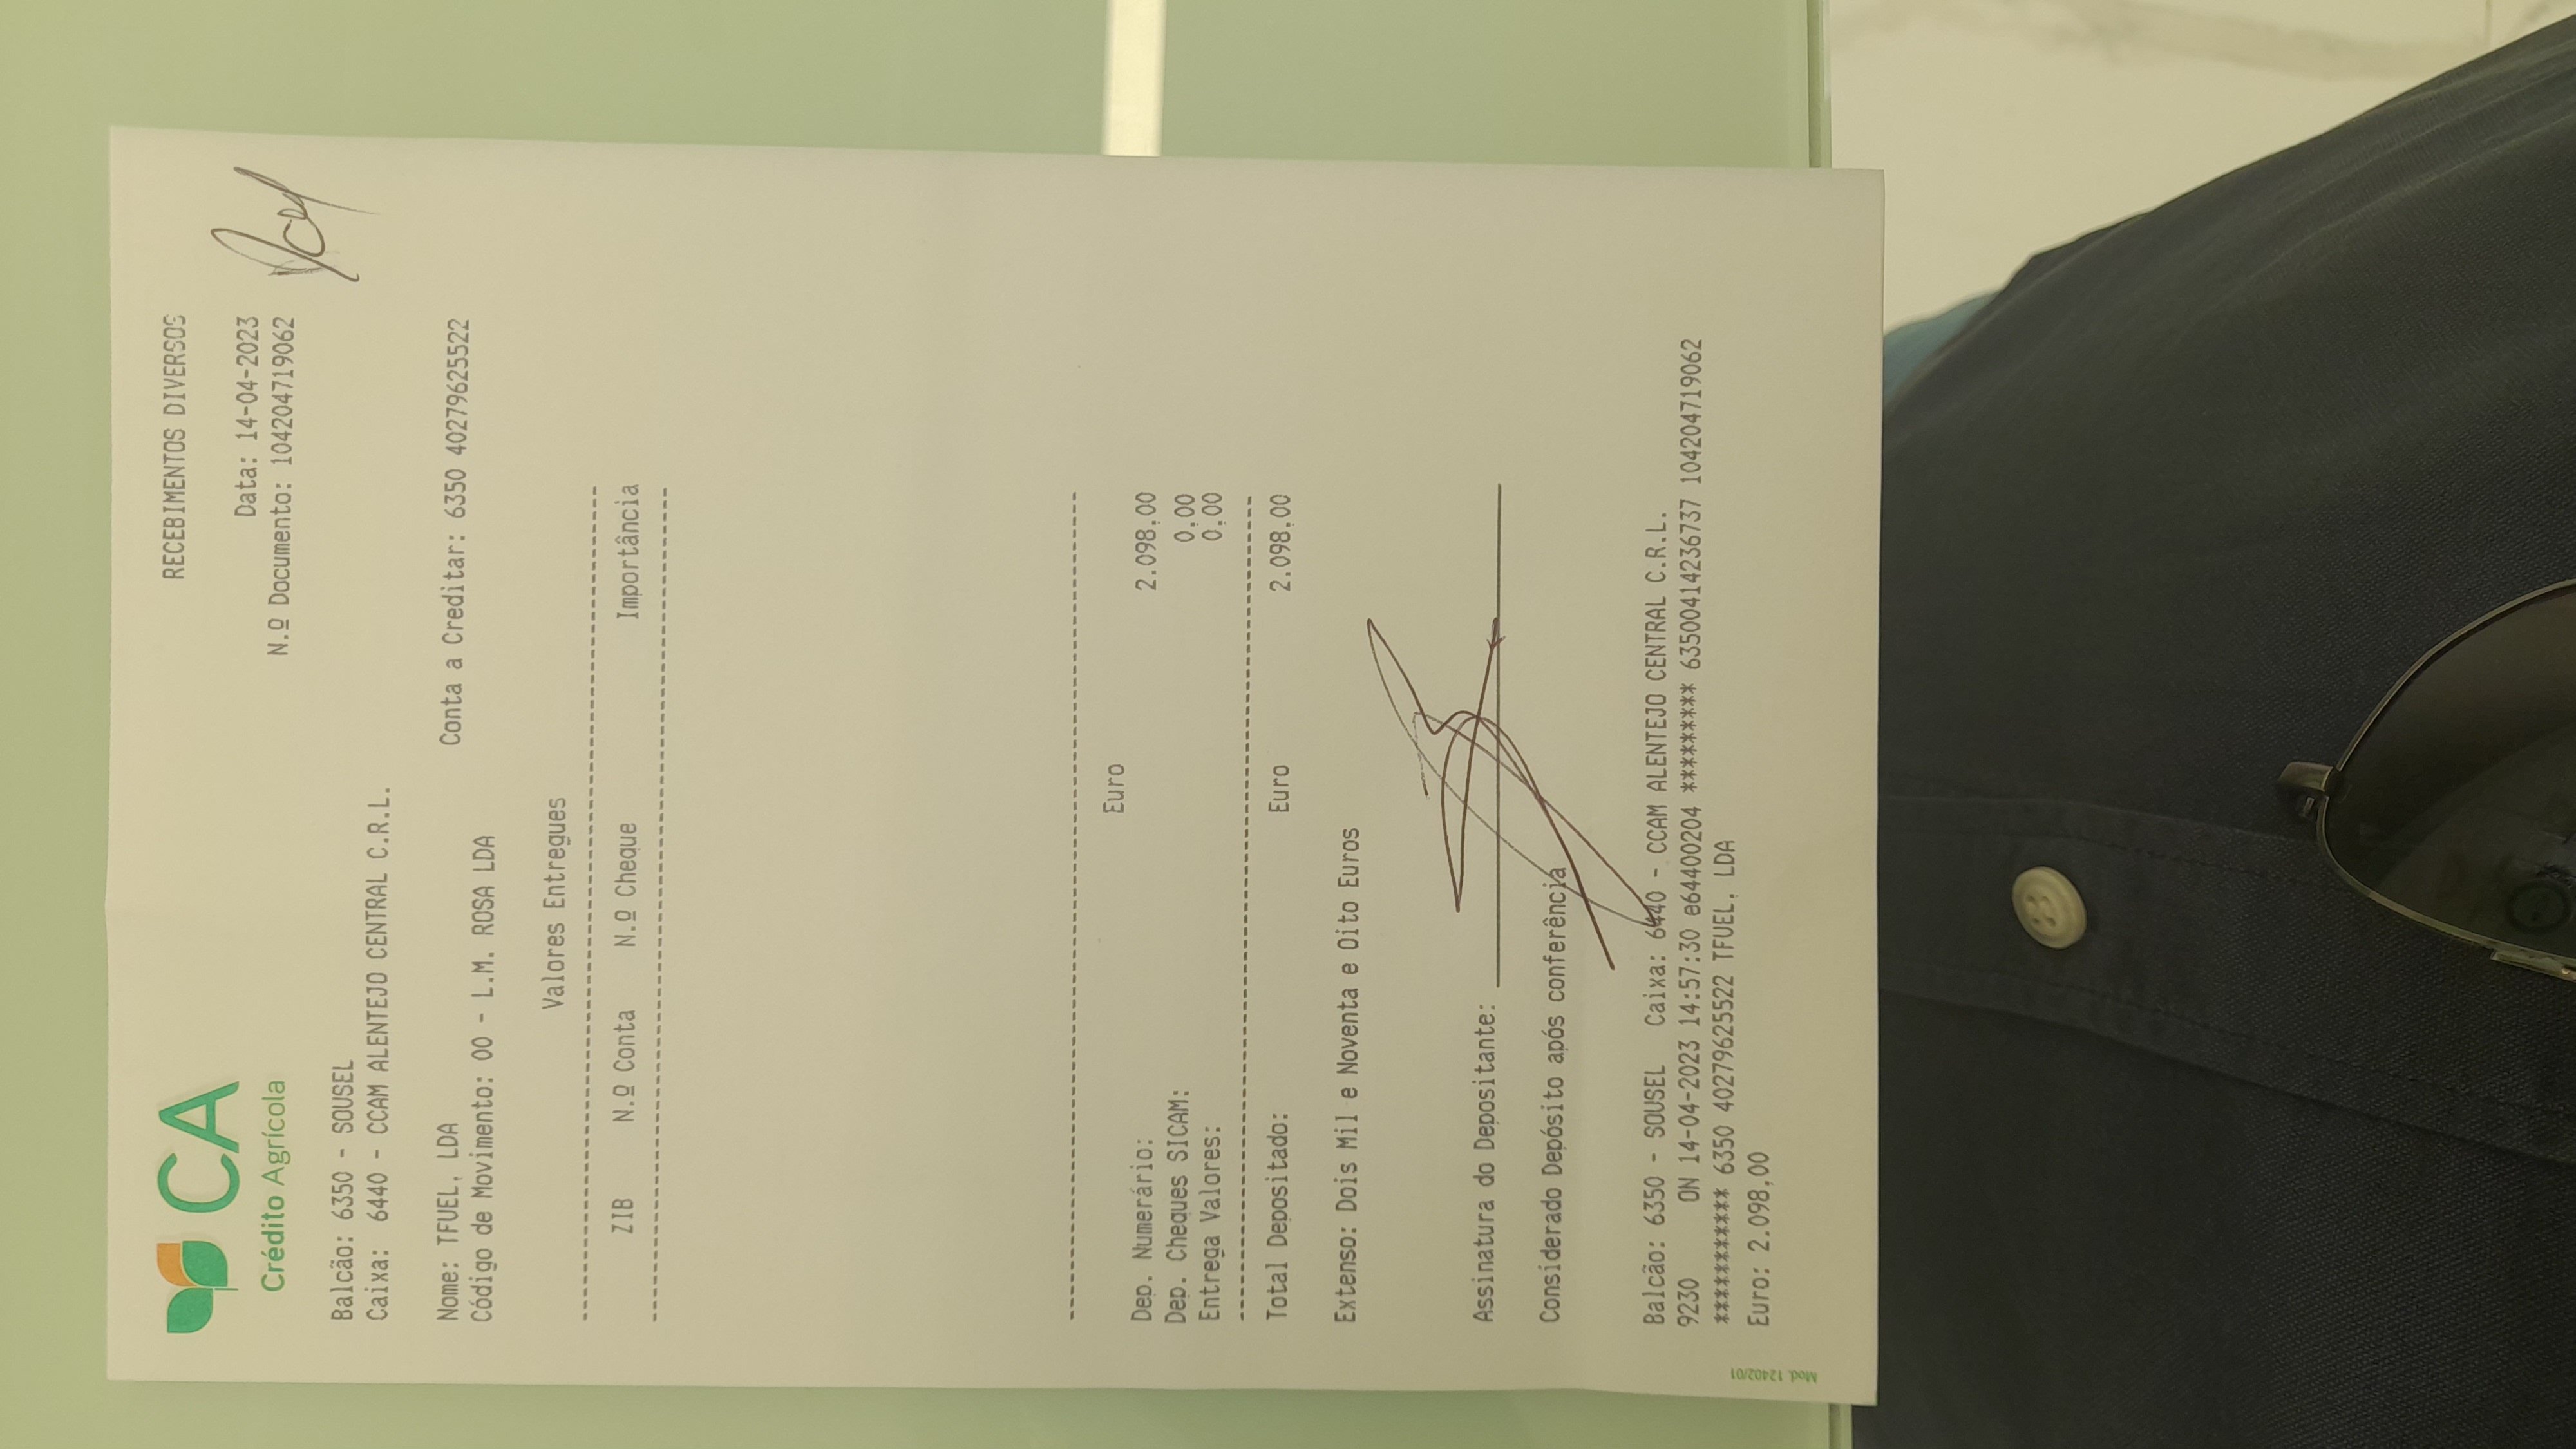 CA
Crédito Agrícola
RECEBIMENTOS DIVERSOS
Data: 14-04-2023
N.º Documento: 104204719062
Balcão: 6350 - SOUSEL
Caixa: 6440 - CCAM ALENTEJO CENTRAL C.R.L.
Nome: TFUEL, LDA Conta a Creditar: 6350 40279625522
Código de Movimento: 00 - L.M. ROSA LDA
Valores Entregues
ZIB N.º Conta N.º Cheque Importância
Euro
Dep. Numerário: 2.098,00
Dep. Cheques SICAM: 0,00
Entrega Valores: 0,00
Total Depositado: Euro 2.098,00
Extenso: Dois Mil e Noventa e Oito Euros
Assinatura do Depositante:
Considerado Depósito após conferência
Balcão: 6350 - SOUSEL Caixa: 6440 - CCAM ALENTEJO CENTRAL C.R.L.
9230 ON 14-04-2023 14:57:30 e64400204 ********* 6350041423673​7 104204719062
*********** 6350 40279625522 TFUEL, LDA
Euro: 2.098,00
Mod. 12402/01